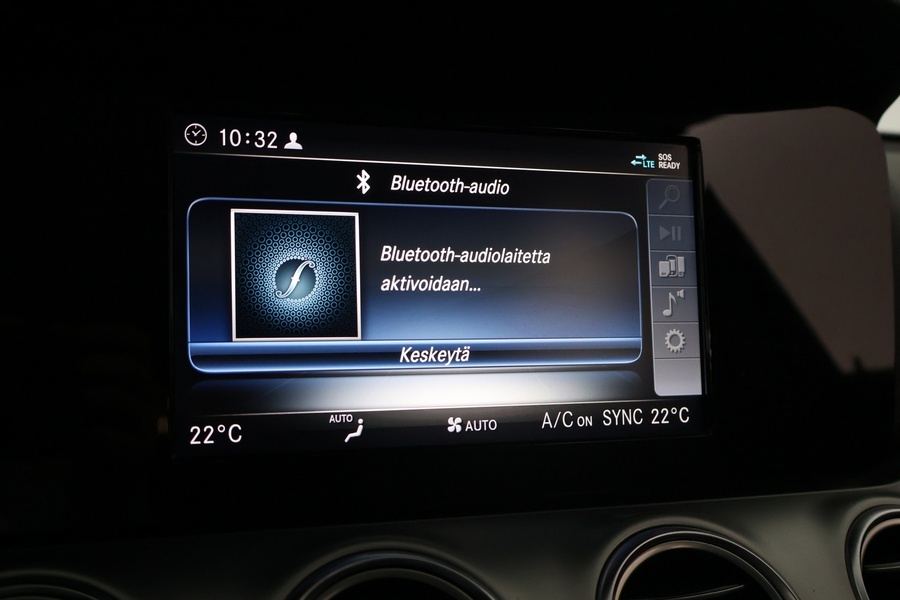 10:32
LTE
SOS
READY
Bluetooth-audio
Bluetooth-audiolaitetta
aktivoidaan...
Keskeytä
22°C
AUTO
AUTO
A/C ON
SYNC
22°C